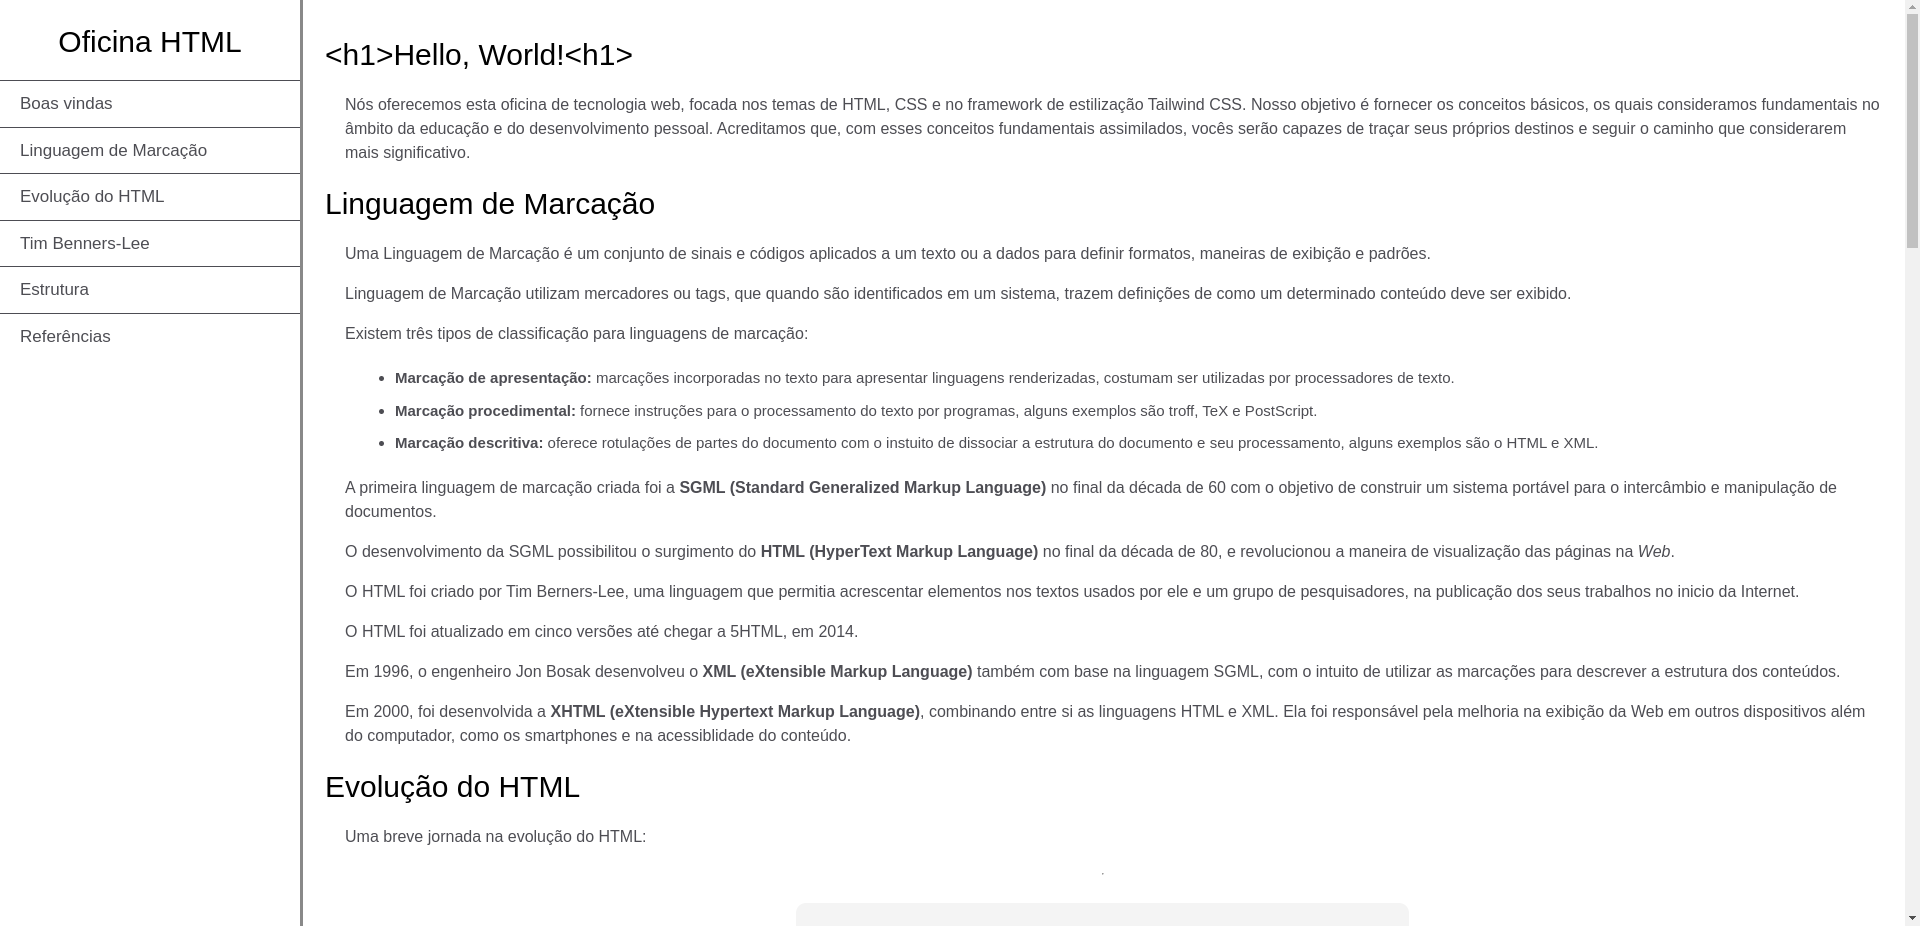 Oficina HTML
Boas vindas
Linguagem de Marcação
Evolução do HTML
Tim Benners-Lee
Estrutura
Referências
<h1>Hello, World!<h1>
Nós oferecemos esta oficina de tecnologia web, focada nos temas de HTML, CSS e no framework de estilização Tailwind CSS. Nosso objetivo é fornecer os conceitos básicos, os quais consideramos fundamentais no
âmbito da educação e do desenvolvimento pessoal. Acreditamos que, com esses conceitos fundamentais assimilados, vocês serão capazes de traçar seus próprios destinos e seguir o caminho que considerarem
mais significativo.
Linguagem de Marcação
Uma Linguagem de Marcação é um conjunto de sinais e códigos aplicados a um texto ou a dados para definir formatos, maneiras de exibição e padrões.
Linguagem de Marcação utilizam mercadores ou tags, que quando são identificados em um sistema, trazem definições de como um determinado conteúdo deve ser exibido.
Existem três tipos de classificação para linguagens de marcação:
• Marcação de apresentação: marcações incorporadas no texto para apresentar linguagens renderizadas, costumam ser utilizadas por processadores de texto.
• Marcação procedimental: fornece instruções para o processamento do texto por programas, alguns exemplos são troff, TeX e PostScript.
• Marcação descritiva: oferece rotulações de partes do documento com o instuito de dissociar a estrutura do documento e seu processamento, alguns exemplos são o HTML e XML.
A primeira linguagem de marcação criada foi a SGML (Standard Generalized Markup Language) no final da década de 60 com o objetivo de construir um sistema portável para o intercâmbio e manipulação de
documentos.
O desenvolvimento da SGML possibilitou o surgimento do HTML (HyperText Markup Language) no final da década de 80, e revolucionou a maneira de visualização das páginas na Web.
O HTML foi criado por Tim Berners-Lee, uma linguagem que permitia acrescentar elementos nos textos usados por ele e um grupo de pesquisadores, na publicação dos seus trabalhos no inicio da Internet.
O HTML foi atualizado em cinco versões até chegar a 5HTML, em 2014.
Em 1996, o engenheiro Jon Bosak desenvolveu o XML (eXtensible Markup Language) também com base na linguagem SGML, com o intuito de utilizar as marcações para descrever a estrutura dos conteúdos.
Em 2000, foi desenvolvida a XHTML (eXtensible Hypertext Markup Language), combinando entre si as linguagens HTML e XML. Ela foi responsável pela melhoria na exibição da Web em outros dispositivos além
do computador, como os smartphones e na acessiblidade do conteúdo.
Evolução do HTML
Uma breve jornada na evolução do HTML: